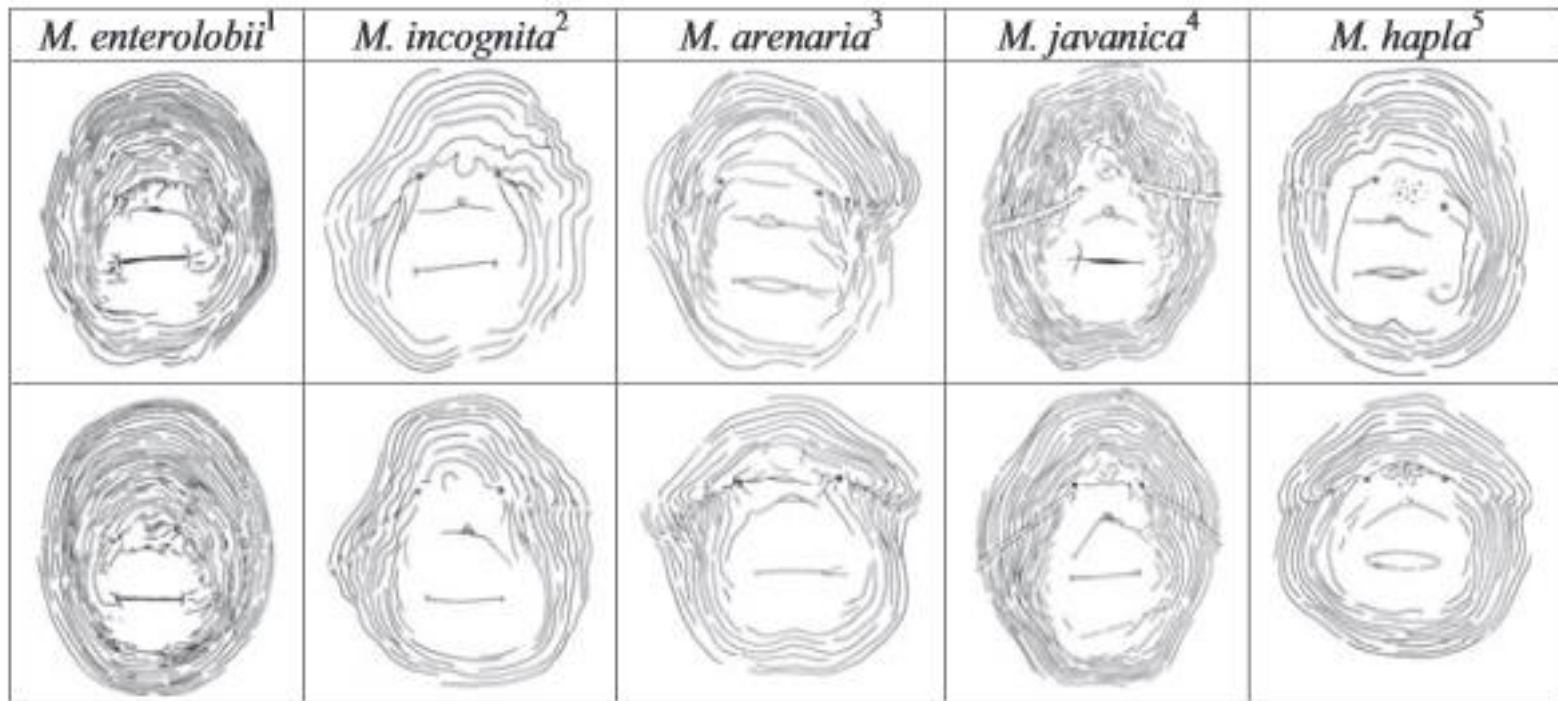 M. enterolobii¹ M. incognita² M. arenaria³ M. javanica⁴ M. hapla⁵